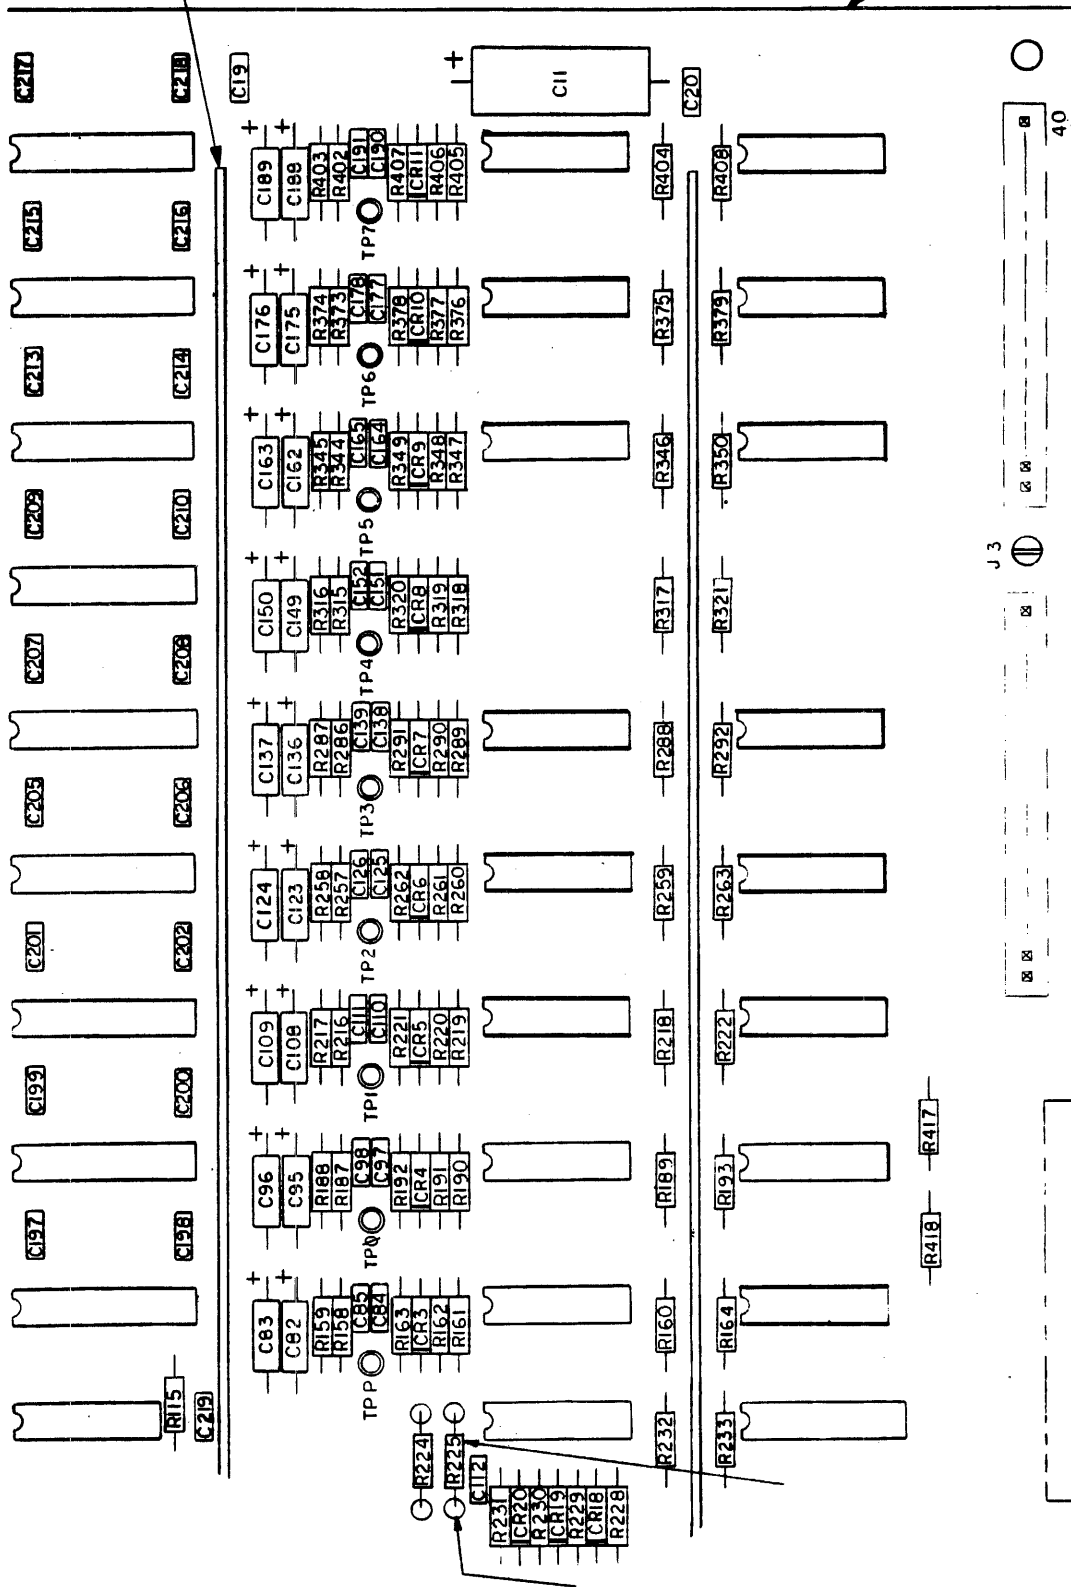 C217
C218
C19
+
C11
C20
40
+
+
C189
C188
R403
R402
C191
C190
R407
CR11
R406
R405
R404
R408
TP7
C215
C216
+
+
C176
C175
R374
R373
C178
C177
R378
CR10
R377
R376
R375
R379
TP6
C213
C214
+
+
C163
C162
R345
R344
C165
C164
R349
CR9
R348
R347
R346
R350
TP5
C209
C210
J3
+
+
C150
C149
R316
R315
C152
C151
R320
CR8
R319
R318
R317
R321
TP4
C207
C208
+
+
C137
C136
R287
R286
C139
C138
R291
CR7
R290
R289
R288
R292
TP3
C205
C206
+
+
C124
C123
R258
R257
C126
C125
R262
CR6
R261
R260
R259
R263
TP2
C201
C202
+
+
C109
C108
R217
R216
C111
C110
R221
CR5
R220
R219
R218
R222
TP1
C199
C200
R417
+
+
C96
C95
R188
R187
C98
C97
R192
CR4
R191
R190
R189
R193
TPQ
C197
C198
R418
+
+
C83
C82
R159
R158
C85
C84
R163
CR3
R162
R161
R160
R164
TPP
R115
C219
R224
R225
C112
R232
R233
R231
CR20
R230
CR19
R229
CR18
R228